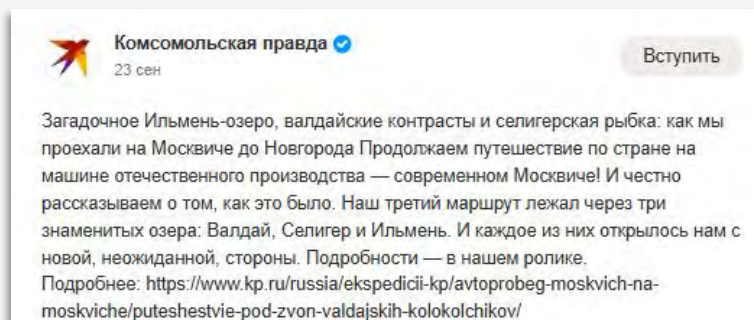 Комсомольская правда
23 сен
Вступить
Загадочное Ильмень-озеро, валдайские контрасты и селигерская рыбка: как мы
проехали на Москвиче до Новгорода Продолжаем путешествие по стране на
машине отечественного производства — современном Москвиче! И честно
рассказываем о том, как это было. Наш третий маршрут лежал через три
знаменитых озера: Валдай, Селигер и Ильмень. И каждое из них открылось нам с
новой, неожиданной, стороны. Подробности — в нашем ролике.
Подробнее: https://www.kp.ru/russia/ekspedicii-kp/avtoprobeg-moskvich-na-
moskviche/puteshestvie-pod-zvon-valdajskih-kolokolchikov/